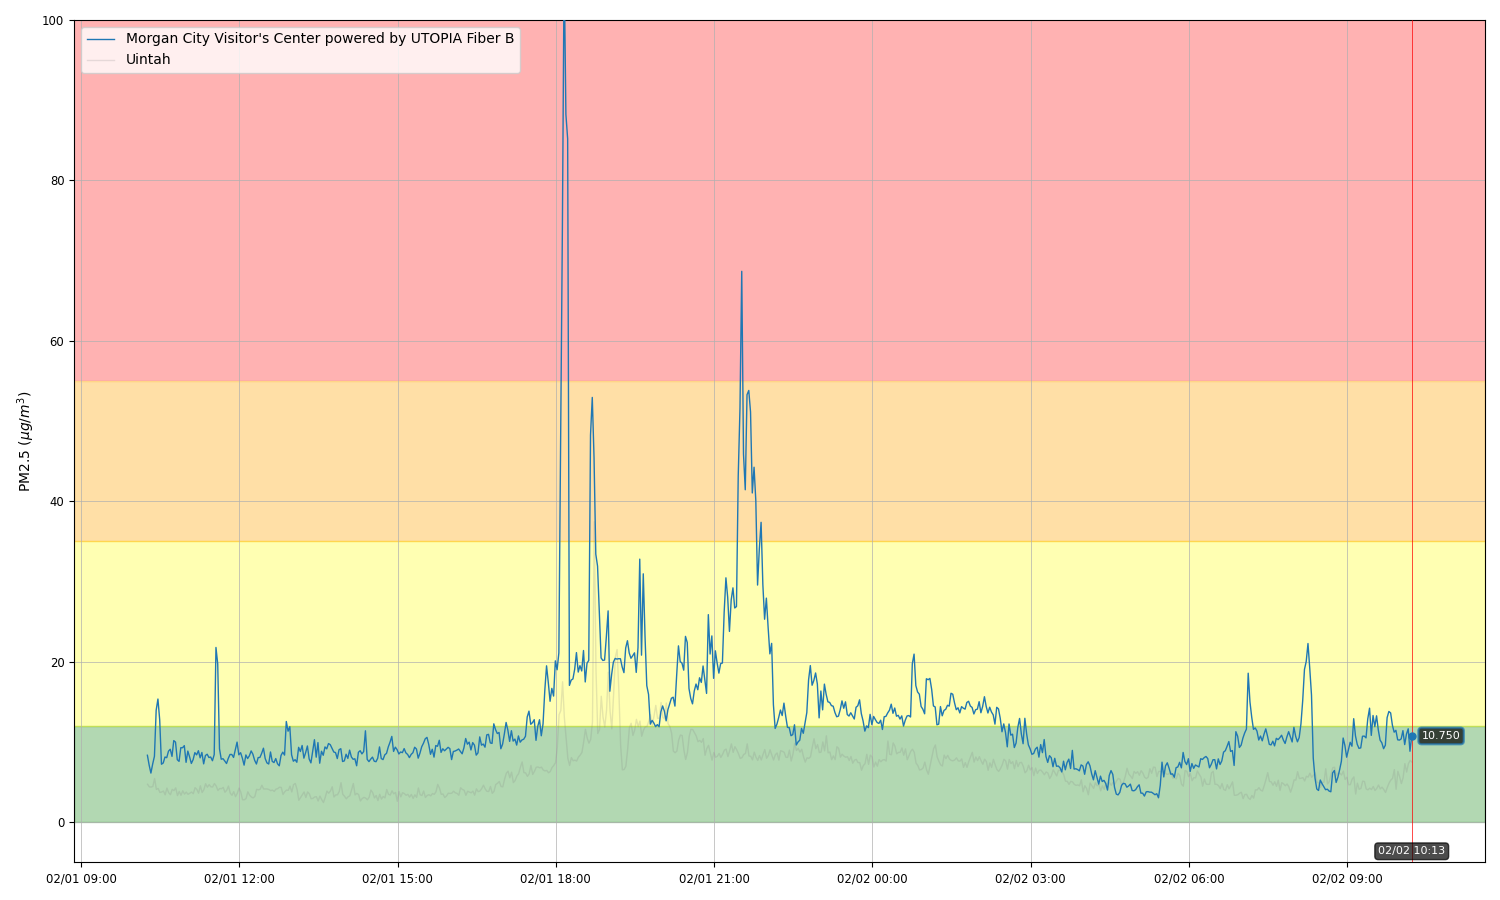 100
Morgan City Visitor's Center powered by UTOPIA Fiber B
Uintah
80
60
PM2.5 (μg/m³)
40
20
10.750
0
02/02 10:13
02/01 09:00 02/01 12:00 02/01 15:00 02/01 18:00 02/01 21:00 02/02 00:00 02/02 03:00 02/02 06:00 02/02 09:00